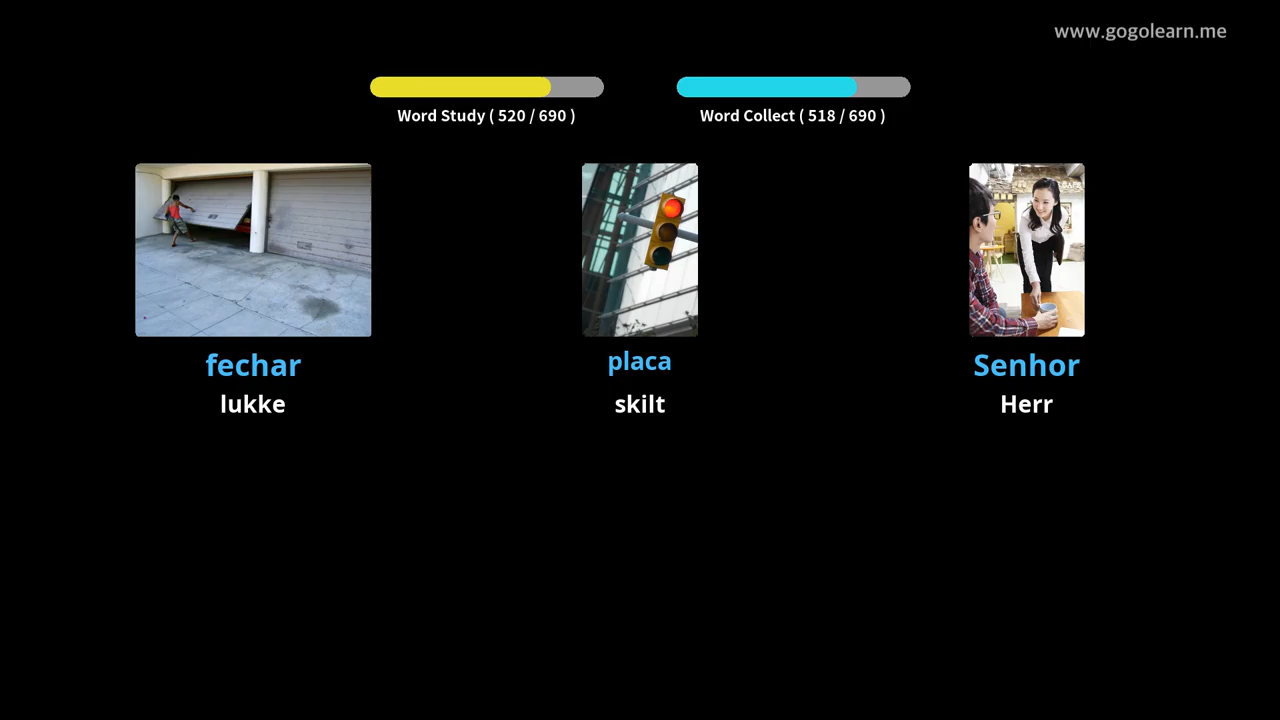 www.gogolearn.me
Word Study ( 520 / 690 )
Word Collect ( 518 / 690 )
fechar
placa
Senhor
lukke
skilt
Herr